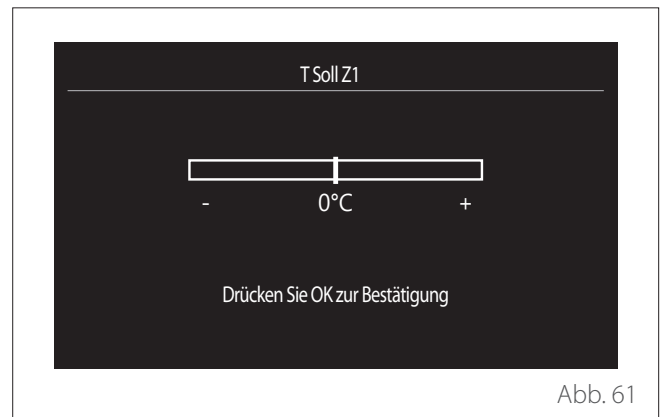 T Soll Z1
- 0°C +
Drücken Sie OK zur Bestätigung
Abb. 61